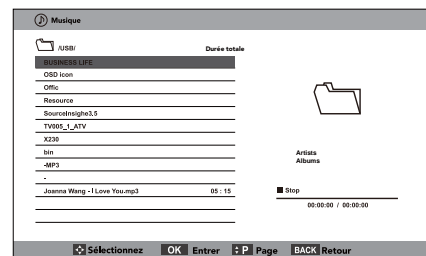 Musique
/USB/ Durée totale
BUSINESS LIFE
OSD icon
Offic
Resource
SourceInsighe3.5
TV005_1_ATV
X230
bin
-MP3
-
Joanna Wang - I Love You.mp3 05 : 15
Artists
Albums
Stop
00:00:00 / 00:00:00
Sélectionnez OK Entrer P Page BACK Retour